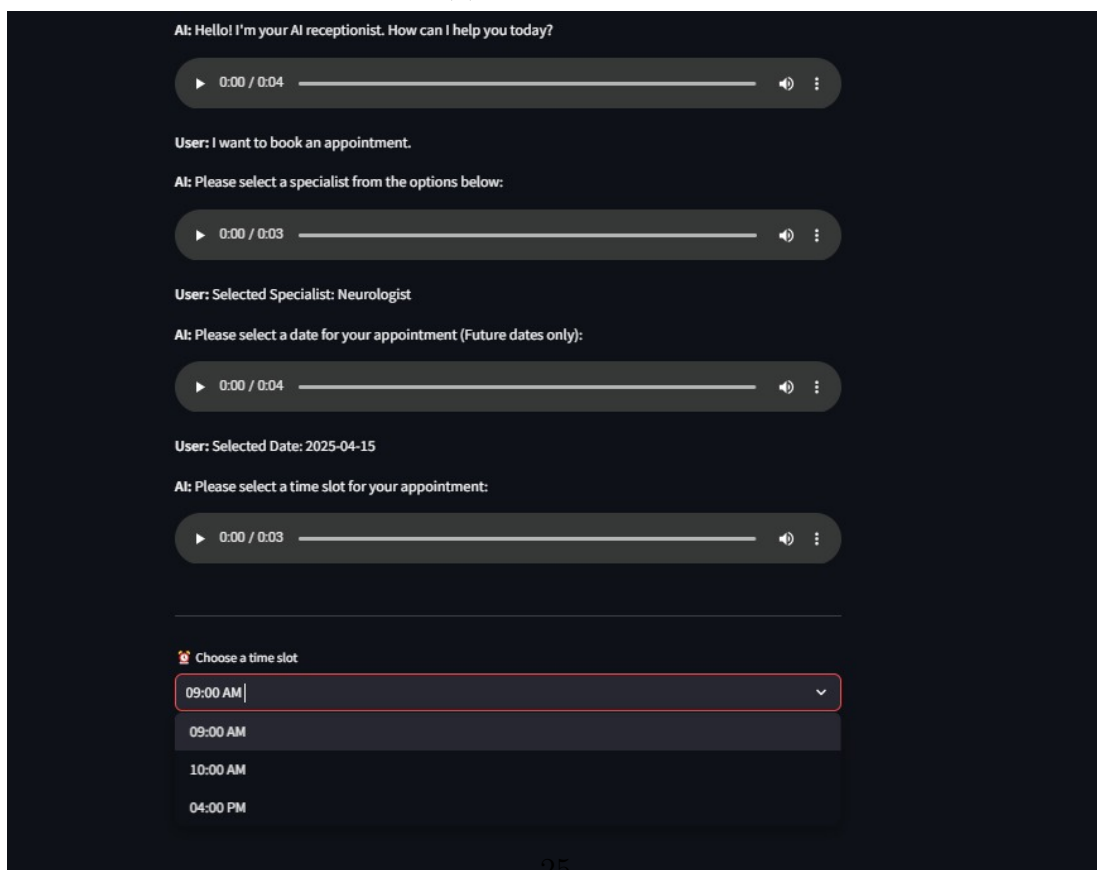 AI: Hello! I'm your AI receptionist. How can I help you today?
0:00 / 0:04
User: I want to book an appointment.
AI: Please select a specialist from the options below:
0:00 / 0:03
User: Selected Specialist: Neurologist
AI: Please select a date for your appointment (Future dates only):
0:00 / 0:04
User: Selected Date: 2025-04-15
AI: Please select a time slot for your appointment:
0:00 / 0:03
Choose a time slot
09:00 AM
09:00 AM
10:00 AM
04:00 PM
25